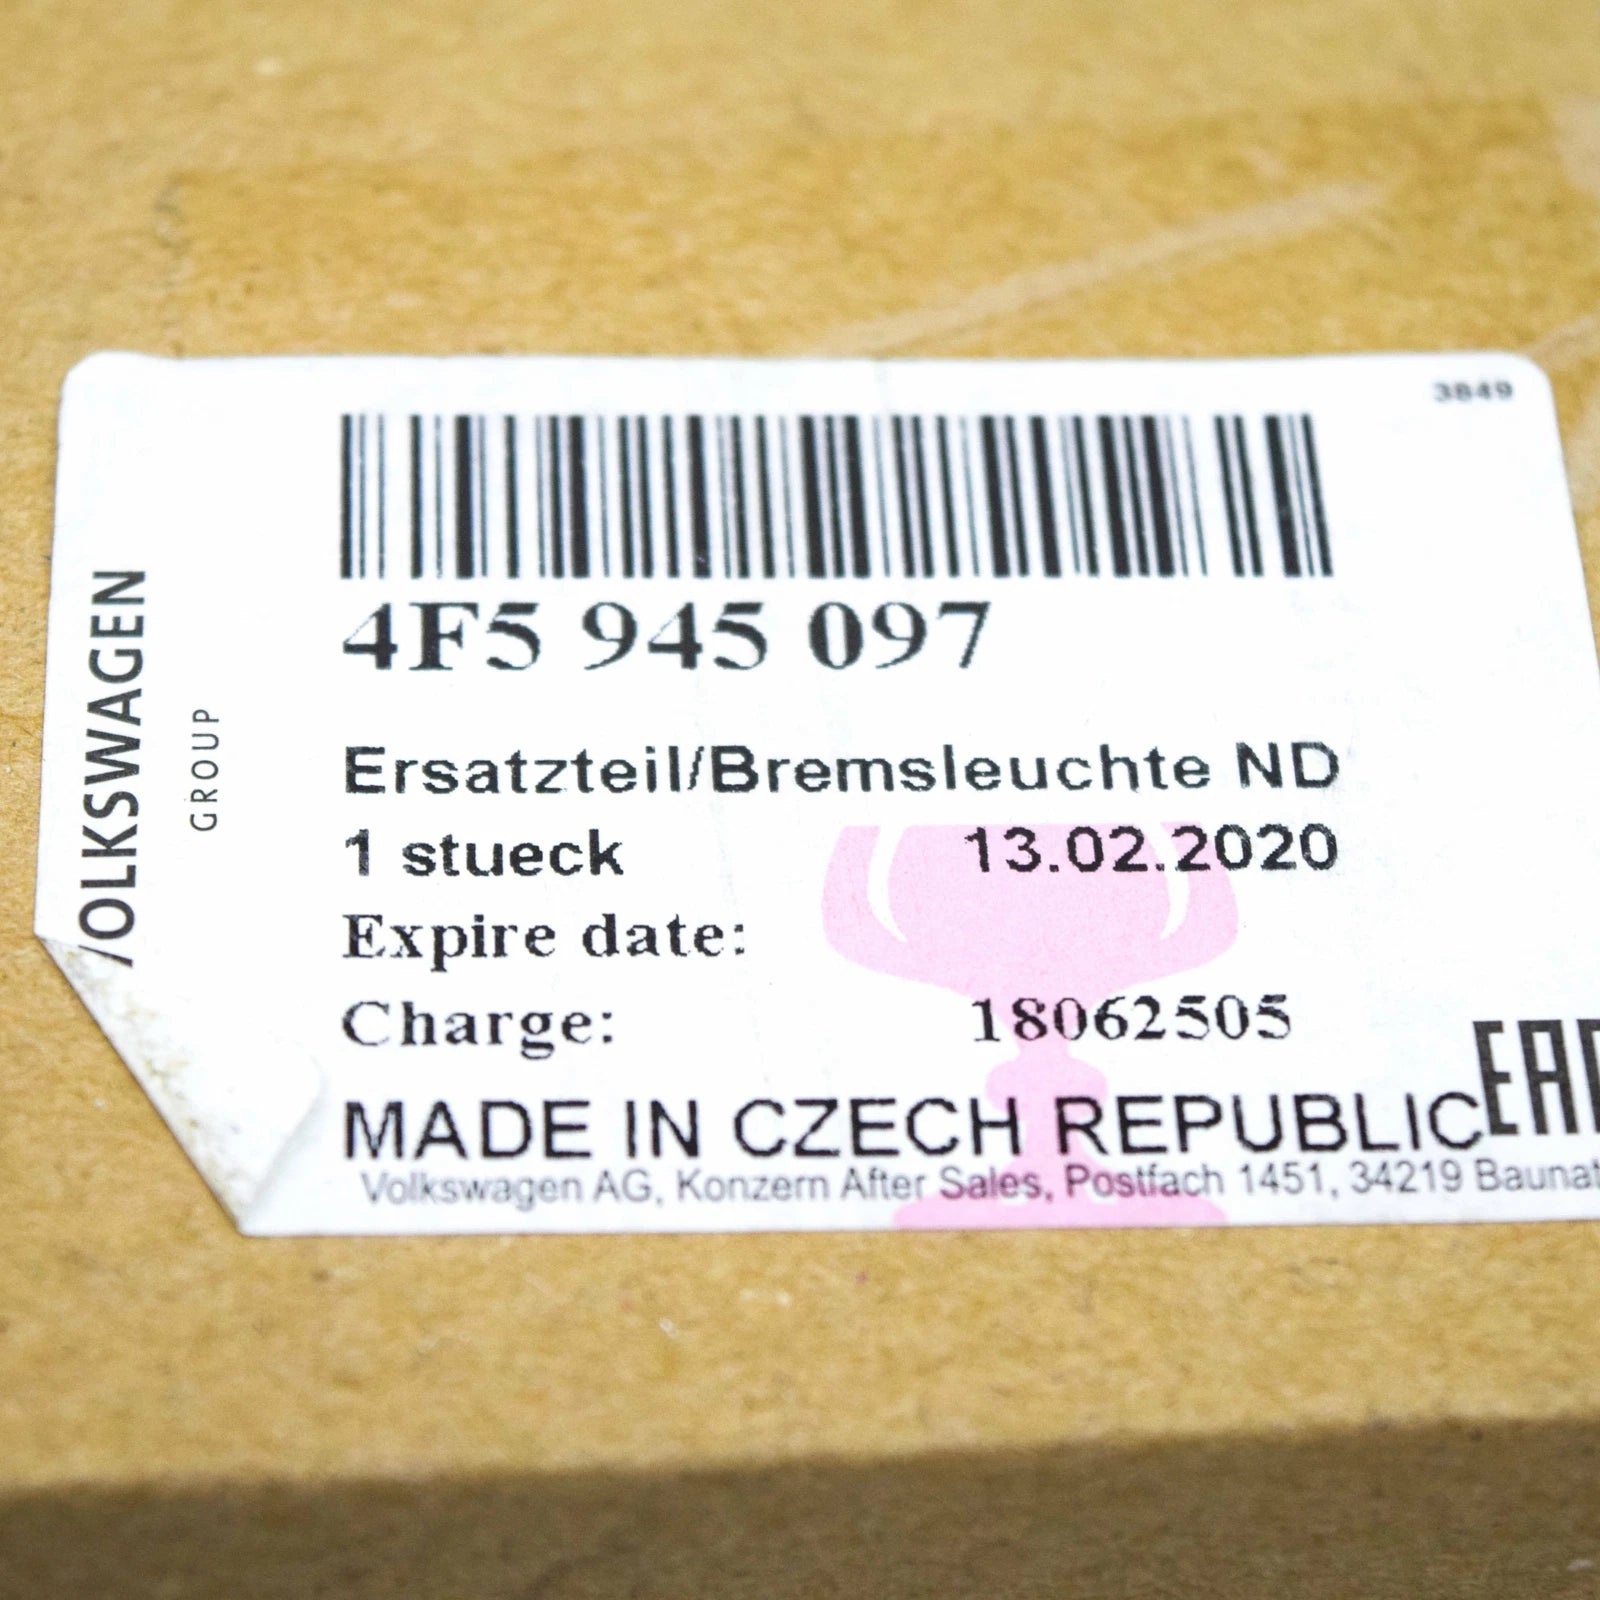 3849
4F5 945 097
Ersatzteil/Bremsleuchte ND
1 stueck 13.02.2020
Expire date:
Charge: 18062505
MADE IN CZECH REPUBLIC
EAC
Volkswagen AG, Konzern After Sales, Postfach 1451, 34219 Baunat
VOLKSWAGEN
GROUP